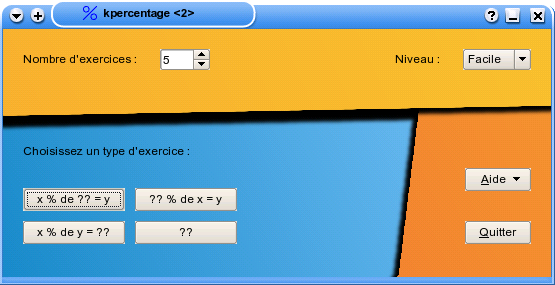 kpercentage <2>
Nombre d'exercices : 5 Niveau : Facile
Choisissez un type d'exercice :
x % de ?? = y ?? % de x = y
Aide
x % de y = ?? ??
Quitter